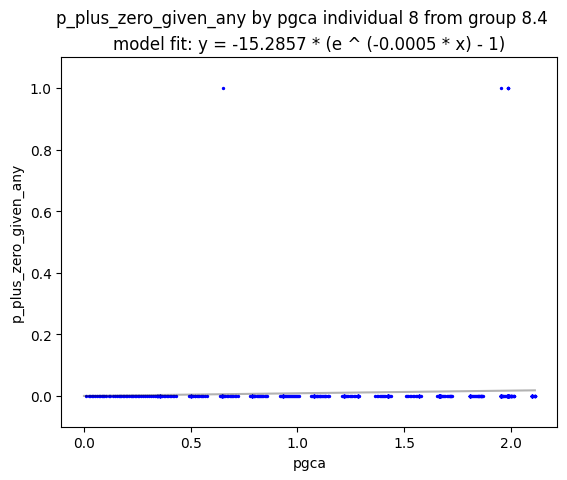 p_plus_zero_given_any by pgca individual 8 from group 8.4
model fit: y = -15.2857 * (e ^ (-0.0005 * x) - 1)
1.0
0.8
0.6
0.4
0.2
0.0
p_plus_zero_given_any
0.0 0.5 1.0 1.5 2.0
pgca